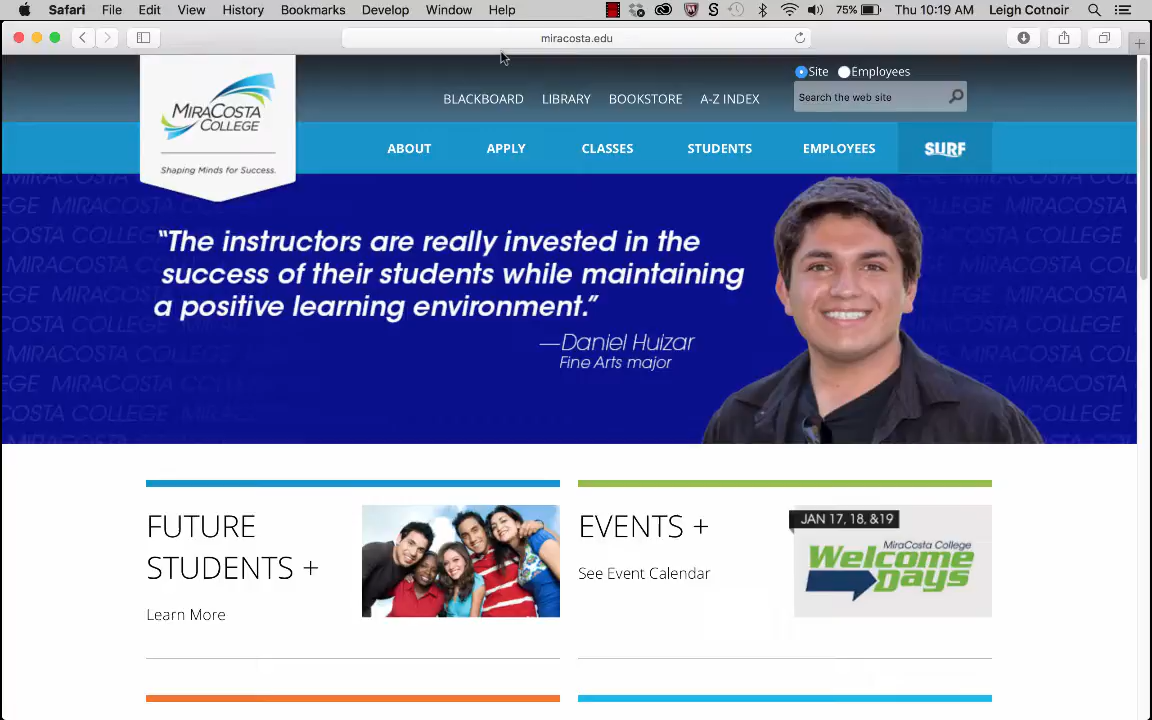 Safari File Edit View History Bookmarks Develop Window Help 75% Thu 10:19 AM Leigh Cotnoir
miracosta.edu
Site Employees
BLACKBOARD LIBRARY BOOKSTORE A-Z INDEX
Search the web site
MIRACOSTA
COLLEGE
Shaping Minds for Success.
ABOUT APPLY CLASSES STUDENTS EMPLOYEES SURF
“The instructors are really invested in the
success of their students while maintaining
a positive learning environment.”
—Daniel Huizar
Fine Arts major
FUTURE
STUDENTS +
Learn More
EVENTS +
See Event Calendar
JAN 17, 18, &19
MiraCosta College
Welcome
Days